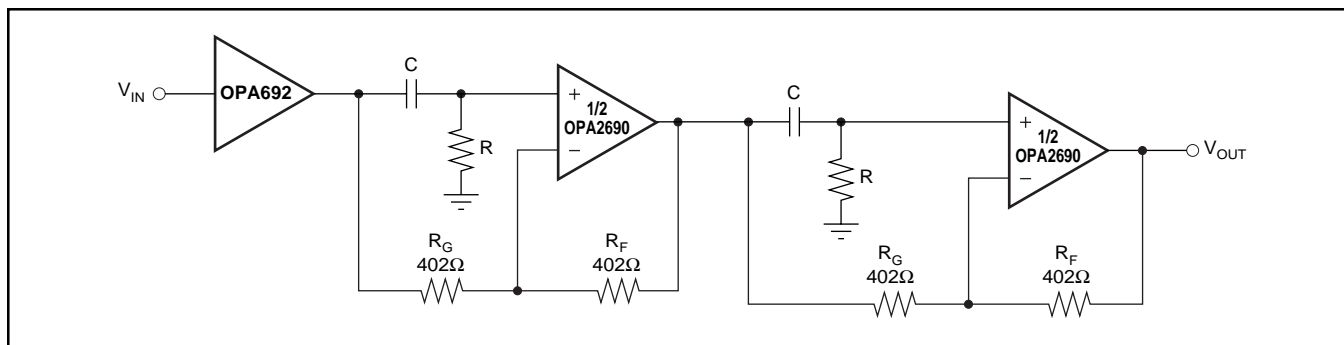 V_IN
OPA692
C
R
+
1/2
OPA2690
−
R_G
402Ω
R_F
402Ω
C
R
+
1/2
OPA2690
−
V_OUT
R_G
402Ω
R_F
402Ω